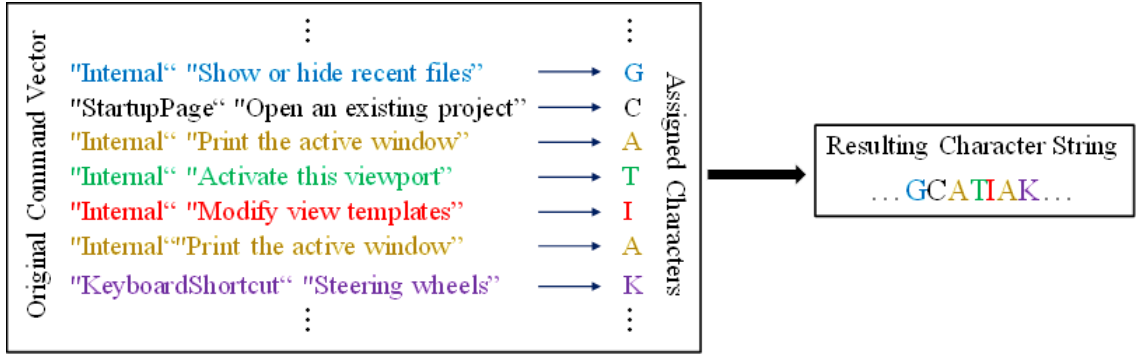 Original Command Vector
⋮ ⋮
"Internal“ "Show or hide recent files” G
"StartupPage“ "Open an existing project” C
"Internal“ "Print the active window” A
"Internal“ "Activate this viewport” T
"Internal“ "Modify view templates” I
"Internal“"Print the active window” A
"KeyboardShortcut“ "Steering wheels” K
⋮ ⋮
Assigned Characters
Resulting Character String
…GCATIAK…